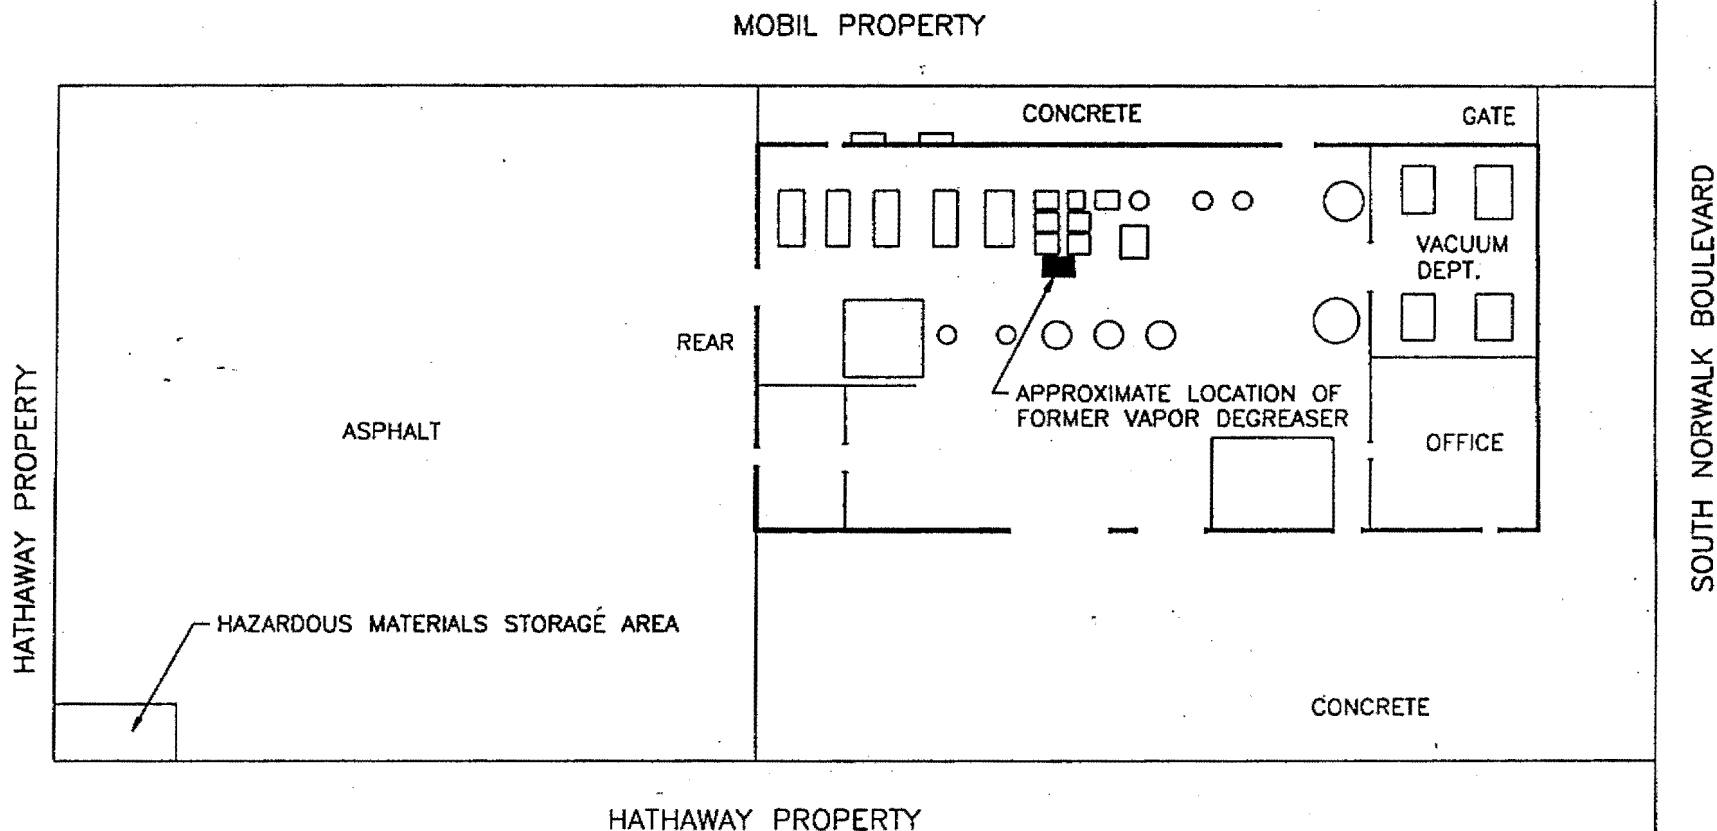 MOBIL PROPERTY
CONCRETE
GATE
VACUUM
DEPT.
SOUTH NORWALK BOULEVARD
REAR
HATHAWAY PROPERTY
APPROXIMATE LOCATION OF
FORMER VAPOR DEGREASER
ASPHALT
OFFICE
HAZARDOUS MATERIALS STORAGE AREA
CONCRETE
HATHAWAY PROPERTY